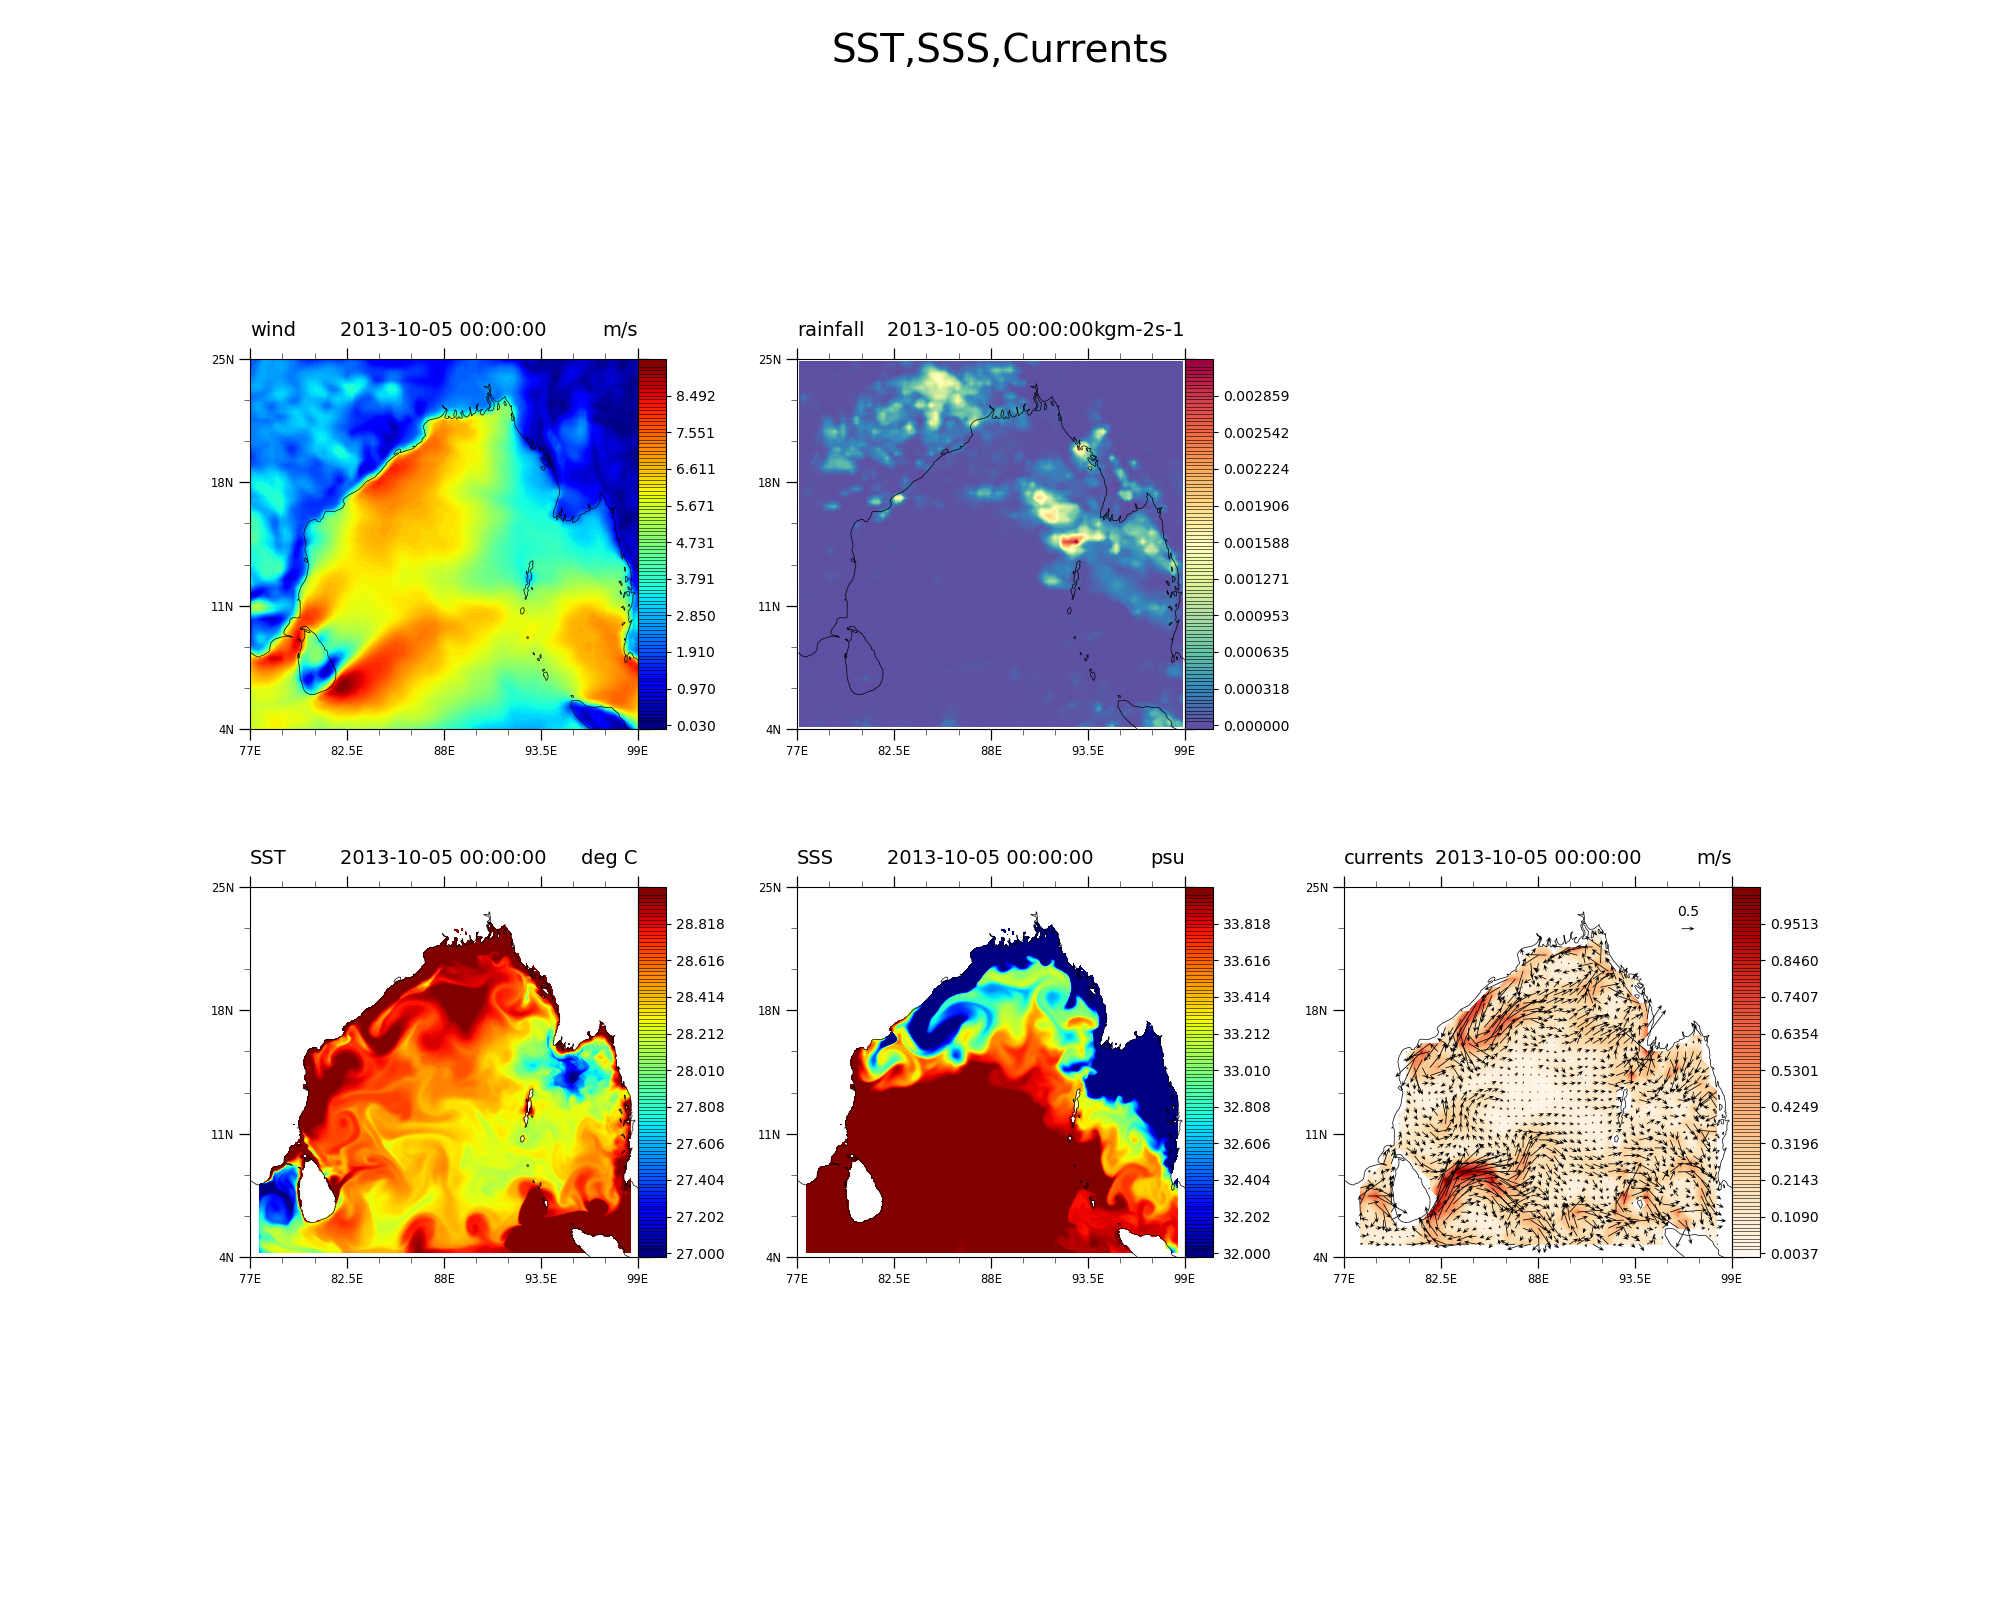 SST,SSS,Currents
wind 2013-10-05 00:00:00 m/s
25N
18N
11N
4N
77E 82.5E 88E 93.5E 99E
8.492
7.551
6.611
5.671
4.731
3.791
2.850
1.910
0.970
0.030
rainfall 2013-10-05 00:00:00 kgm-2s-1
25N
18N
11N
4N
77E 82.5E 88E 93.5E 99E
0.002859
0.002542
0.002224
0.001906
0.001588
0.001271
0.000953
0.000635
0.000318
0.000000
SST 2013-10-05 00:00:00 deg C
25N
18N
11N
4N
77E 82.5E 88E 93.5E 99E
28.818
28.616
28.414
28.212
28.010
27.808
27.606
27.404
27.202
27.000
SSS 2013-10-05 00:00:00 psu
25N
18N
11N
4N
77E 82.5E 88E 93.5E 99E
33.818
33.616
33.414
33.212
33.010
32.808
32.606
32.404
32.202
32.000
currents 2013-10-05 00:00:00 m/s
0.5
25N
18N
11N
4N
77E 82.5E 88E 93.5E 99E
0.9513
0.8460
0.7407
0.6354
0.5301
0.4249
0.3196
0.2143
0.1090
0.0037